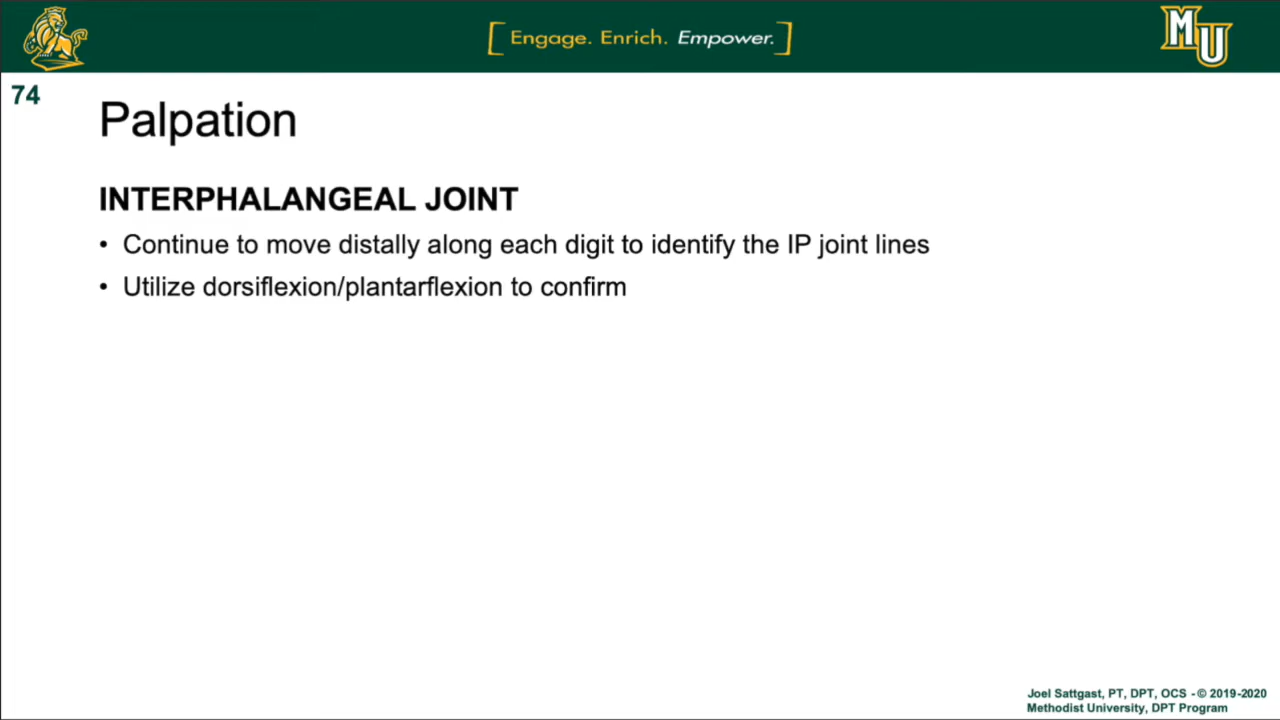 [ Engage. Enrich. Empower. ]
MU
74
Palpation
INTERPHALANGEAL JOINT
• Continue to move distally along each digit to identify the IP joint lines
• Utilize dorsiflexion/plantarflexion to confirm
Joel Sattgast, PT, DPT, OCS - © 2019-2020
Methodist University, DPT Program